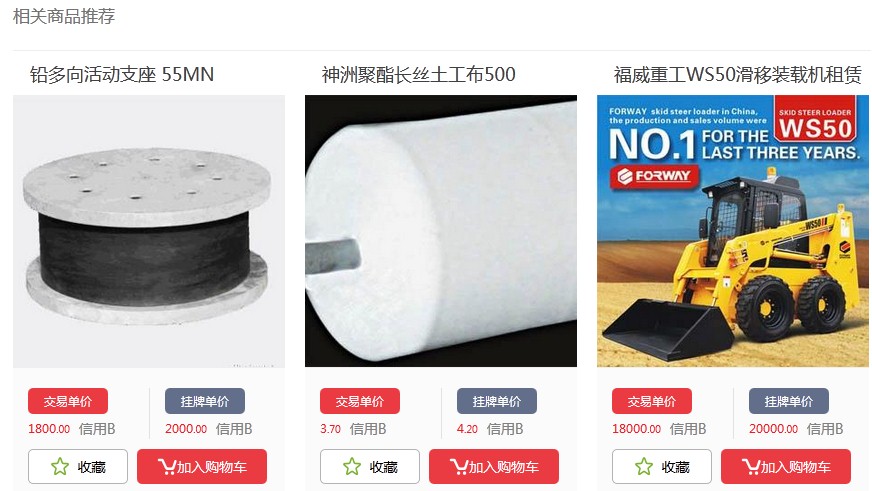 相关商品推荐
铅多向活动支座 55MN
神洲聚酯长丝土工布500
福威重工WS50滑移装载机租赁
FORWAY skid steer loader in China,
the production and sales volume were
NO.1 FOR THE
LAST THREE YEARS.
SKID STEER LOADER
WS50
FORWAY
WS50
交易单价 挂牌单价
1800.00 信用B 2000.00 信用B
收藏 加入购物车
交易单价 挂牌单价
3.70 信用B 4.20 信用B
收藏 加入购物车
交易单价 挂牌单价
18000.00 信用B 20000.00 信用B
收藏 加入购物车